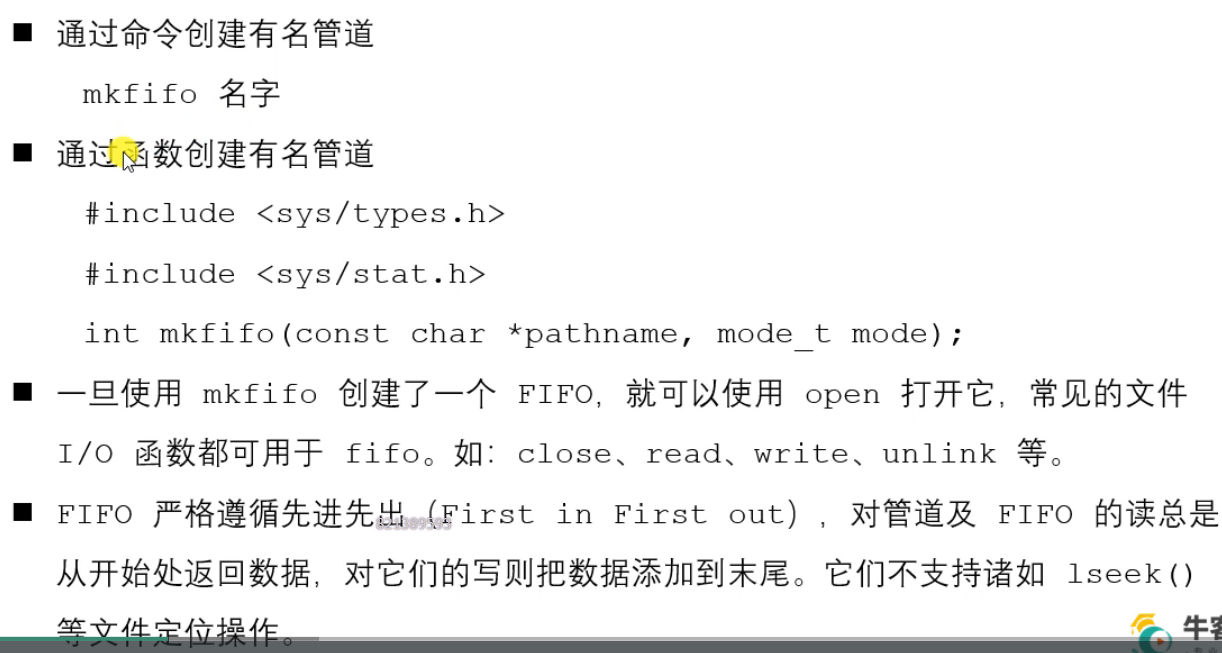 ■ 通过命令创建有名管道
mkfifo 名字
■ 通过函数创建有名管道
#include <sys/types.h>
#include <sys/stat.h>
int mkfifo(const char *pathname, mode_t mode);
■ 一旦使用 mkfifo 创建了一个 FIFO，就可以使用 open 打开它，常见的文件
I/O 函数都可用于 fifo。如：close、read、write、unlink 等。
■ FIFO 严格遵循先进先出（First in First out），对管道及 FIFO 的读总是
从开始处返回数据，对它们的写则把数据添加到末尾。它们不支持诸如 lseek()
等文件定位操作。
牛客